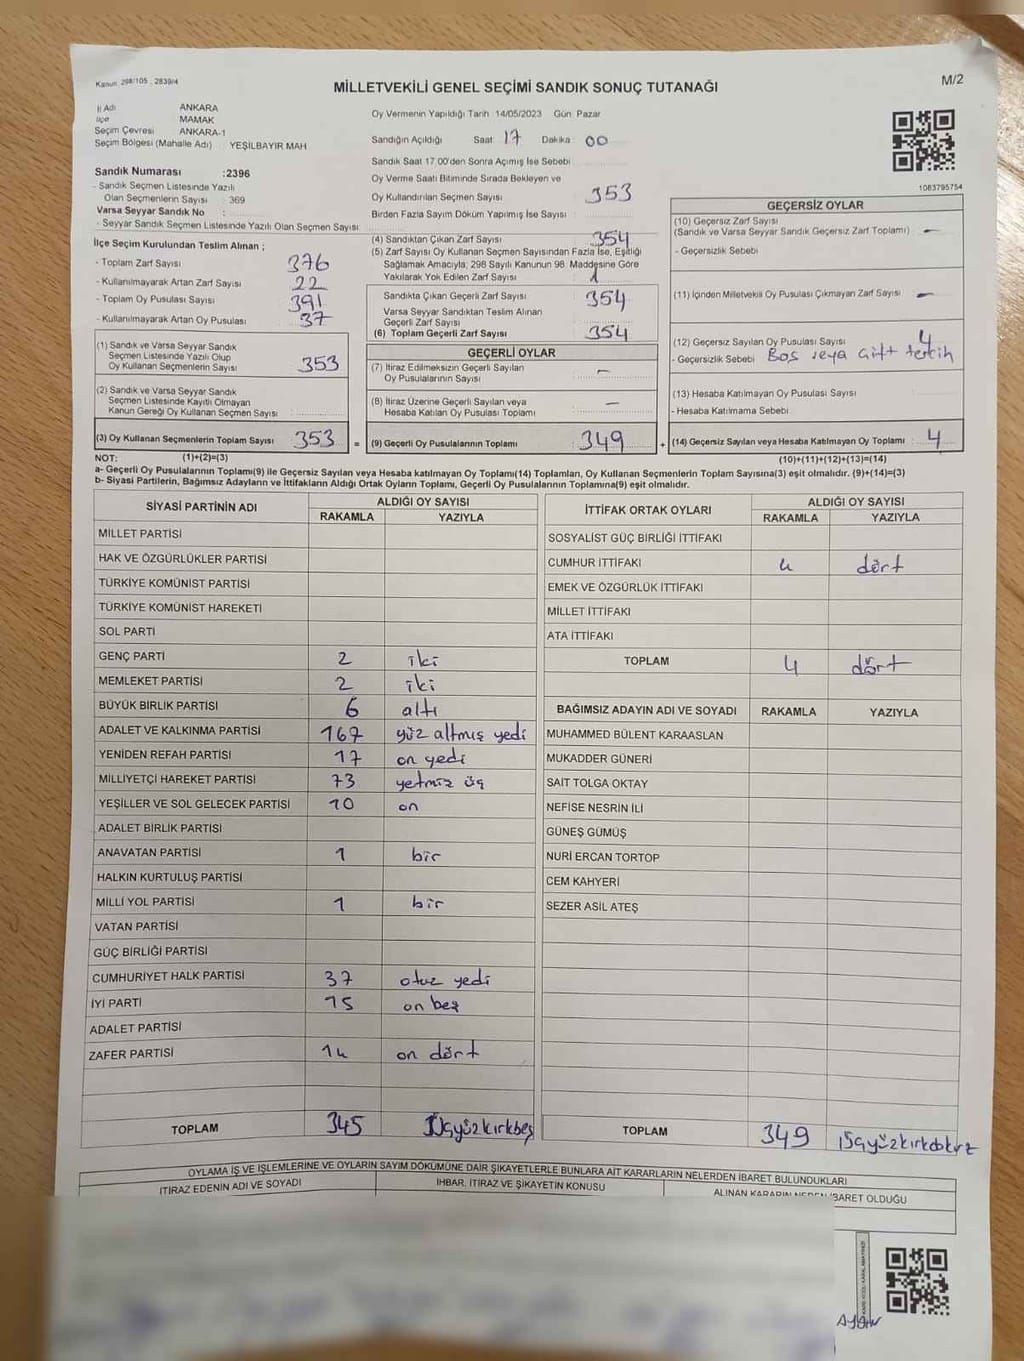 Kanun 298/105 , 2839/4
MİLLETVEKİLİ GENEL SEÇİMİ SANDIK SONUÇ TUTANAĞI
M/2
İl Adı ANKARA
İlçe MAMAK
Seçim Çevresi ANKARA-1
Seçim Bölgesi (Mahalle Adı) YEŞİLBAYIR MAH
Sandık Numarası :2396
- Sandık Seçmen Listesinde Yazılı
Olan Seçmenlerin Sayısı : 369
Varsa Seyyar Sandık No :
- Seyyar Sandık Seçmen Listesinde Yazılı Olan Seçmen Sayısı:
İlçe Seçim Kurulundan Teslim Alınan ;
- Toplam Zarf Sayısı 376
- Kullanılmayarak Artan Zarf Sayısı 22
- Toplam Oy Pusulası Sayısı 391
- Kullanılmayarak Artan Oy Pusulası 37
(1) Sandık ve Varsa Seyyar Sandık
Seçmen Listesinde Yazılı Olup
Oy Kullanan Seçmenlerin Sayısı 353
(2) Sandık ve Varsa Seyyar Sandık
Seçmen Listesinde Kayıtlı Olmayan
Kanun Gereği Oy Kullanan Seçmen Sayısı
(3) Oy Kullanan Seçmenlerin Toplam Sayısı 353 =
Oy Vermenin Yapıldığı Tarih 14/05/2023 Gün Pazar
Sandığın Açıldığı Saat 17 Dakika 00
Sandık Saat 17.00'den Sonra Açımış İse Sebebi
Oy Verme Saati Bitiminde Sırada Bekleyen ve
Oy Kullandırılan Seçmen Sayısı 353
Birden Fazla Sayım Döküm Yapılmış İse Sayısı
(4) Sandıktan Çıkan Zarf Sayısı 354
(5) Zarf Sayısı Oy Kullanan Seçmen Sayısından Fazla İse, Eşitliği
Sağlamak Amacıyla; 298 Sayılı Kanunun 98. Maddesine Göre
Yakılarak Yok Edilen Zarf Sayısı 1
Sandıkta Çıkan Geçerli Zarf Sayısı 354
Varsa Seyyar Sandıktan Teslim Alınan
Geçerli Zarf Sayısı
(6) Toplam Geçerli Zarf Sayısı 354
GEÇERLİ OYLAR
(7) İtiraz Edilmeksizin Geçerli Sayılan
Oy Pusulalarının Sayısı –
(8) İtiraz Üzerine Geçerli Sayılan veya
Hesaba Katılan Oy Pusulası Toplamı –
(9) Geçerli Oy Pusulalarının Toplamı 349 +
1083795754
GEÇERSİZ OYLAR
(10) Geçersiz Zarf Sayısı
(Sandık ve Varsa Seyyar Sandık Geçersiz Zarf Toplamı) –
- Geçersizlik Sebebi
(11) İçinden Milletvekili Oy Pusulası Çıkmayan Zarf Sayısı –
(12) Geçersiz Sayılan Oy Pusulası Sayısı 4
- Geçersizlik Sebebi Boş veya çift tercih
(13) Hesaba Katılmayan Oy Pusulası Sayısı
- Hesaba Katılmama Sebebi
(14) Geçersiz Sayılan veya Hesaba Katılmayan Oy Toplamı : 4
NOT: (1)+(2)=(3) (10)+(11)+(12)+(13)=(14)
a- Geçerli Oy Pusulalarının Toplamı(9) ile Geçersiz Sayılan veya Hesaba katılmayan Oy Toplamı(14) Toplamları, Oy Kullanan Seçmenlerin Toplam Sayısına(3) eşit olmalıdır. (9)+(14)=(3)
b- Siyasi Partilerin, Bağımsız Adayların ve İttifakların Aldığı Ortak Oyların Toplamı, Geçerli Oy Pusulalarının Toplamına(9) eşit olmalıdır.
SİYASİ PARTİNİN ADI ALDIĞI OY SAYISI
RAKAMLA YAZIYLA
MİLLET PARTİSİ
HAK VE ÖZGÜRLÜKLER PARTİSİ
TÜRKİYE KOMÜNİST PARTİSİ
TÜRKİYE KOMÜNİST HAREKETİ
SOL PARTİ
GENÇ PARTİ 2 iki
MEMLEKET PARTİSİ 2 iki
BÜYÜK BİRLİK PARTİSİ 6 altı
ADALET VE KALKINMA PARTİSİ 167 yüz altmış yedi
YENİDEN REFAH PARTİSİ 17 on yedi
MİLLİYETÇİ HAREKET PARTİSİ 73 yetmiş üç
YEŞİLLER VE SOL GELECEK PARTİSİ 10 on
ADALET BİRLİK PARTİSİ
ANAVATAN PARTİSİ 1 bir
HALKIN KURTULUŞ PARTİSİ
MİLLİ YOL PARTİSİ 1 bir
VATAN PARTİSİ
GÜÇ BİRLİĞİ PARTİSİ
CUMHURİYET HALK PARTİSİ 37 otuz yedi
İYİ PARTİ 15 on beş
ADALET PARTİSİ
ZAFER PARTİSİ 14 on dört
TOPLAM 345 Üçyüzkırkbeş
İTTİFAK ORTAK OYLARI ALDIĞI OY SAYISI
RAKAMLA YAZIYLA
SOSYALİST GÜÇ BİRLİĞİ İTTİFAKI
CUMHUR İTTİFAKI 4 dört
EMEK VE ÖZGÜRLÜK İTTİFAKI
MİLLET İTTİFAKI
ATA İTTİFAKI
TOPLAM 4 dört
BAĞIMSIZ ADAYIN ADI VE SOYADI RAKAMLA YAZIYLA
MUHAMMED BÜLENT KARAASLAN
MUKADDER GÜNERİ
SAİT TOLGA OKTAY
NEFİSE NESRİN İLİ
GÜNEŞ GÜMÜŞ
NURİ ERCAN TORTOP
CEM KAHYERİ
SEZER ASİL ATEŞ
TOPLAM 349 üçyüzkırkdokuz
OYLAMA İŞ VE İŞLEMLERİNE VE OYLARIN SAYIM DÖKÜMÜNE DAİR ŞİKAYETLERLE BUNLARA AİT KARARLARIN NELERDEN İBARET BULUNDUKLARI
İTİRAZ EDENİN ADI VE SOYADI İHBAR, İTİRAZ VE ŞİKAYETİN KONUSU ALINAN KARARIN NEDEN İBARET OLDUĞU